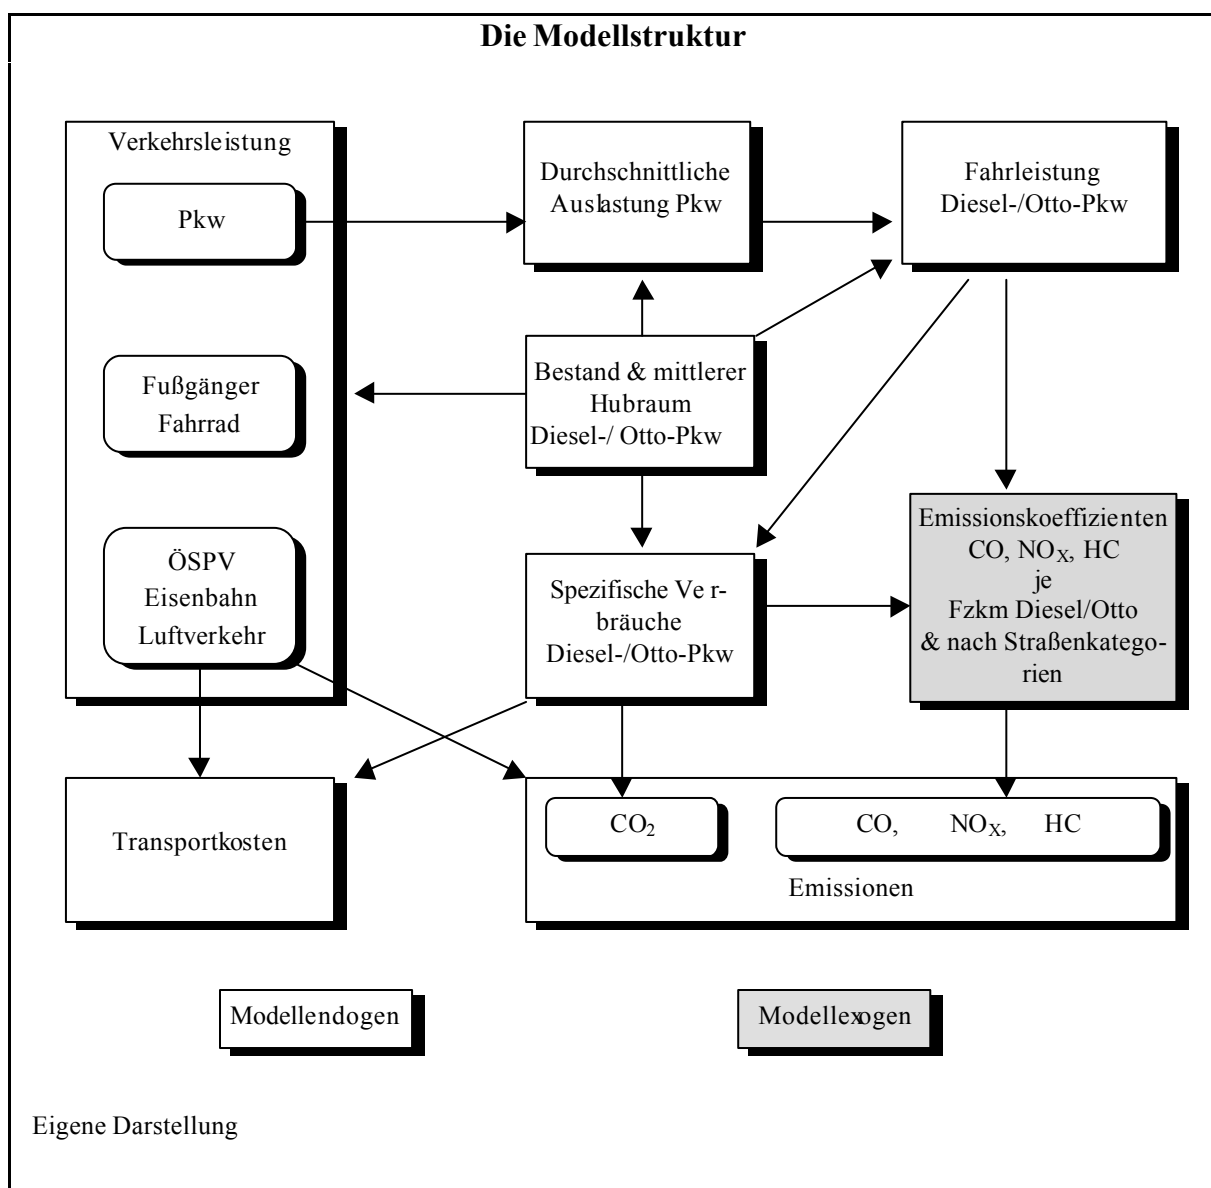 Die Modellstruktur
Verkehrsleistung
Pkw
Fußgänger
Fahrrad
ÖSPV
Eisenbahn
Luftverkehr
Durchschnittliche
Auslastung Pkw
Fahrleistung
Diesel-/Otto-Pkw
Bestand & mittlerer
Hubraum
Diesel-/ Otto-Pkw
Spezifische Ve r-
bräuche
Diesel-/Otto-Pkw
Emissionskoeffizienten
CO, NOX, HC
je
Fzkm Diesel/Otto
& nach Straßenkatego-
rien
Transportkosten
CO2
CO, NOX, HC
Emissionen
Modellendogen
Modellexogen
Eigene Darstellung